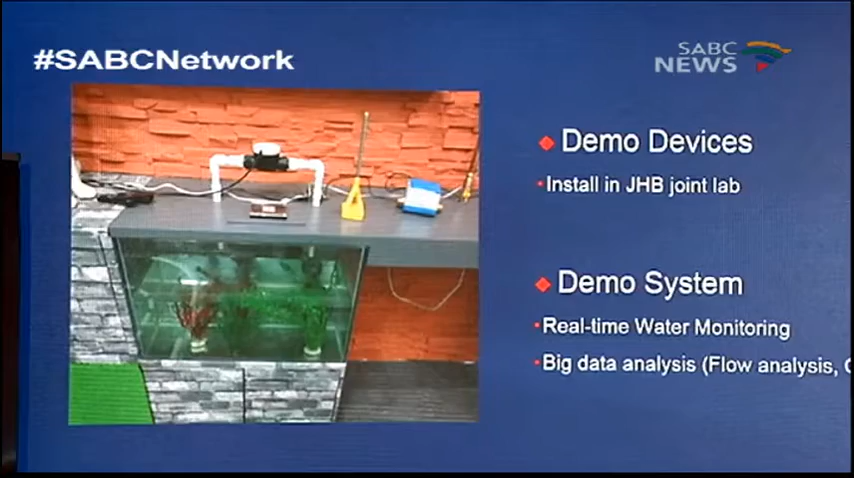 #SABCNetwork
SABC
NEWS
Demo Devices
Install in JHB joint lab
Demo System
Real-time Water Monitoring
Big data analysis (Flow analysis,